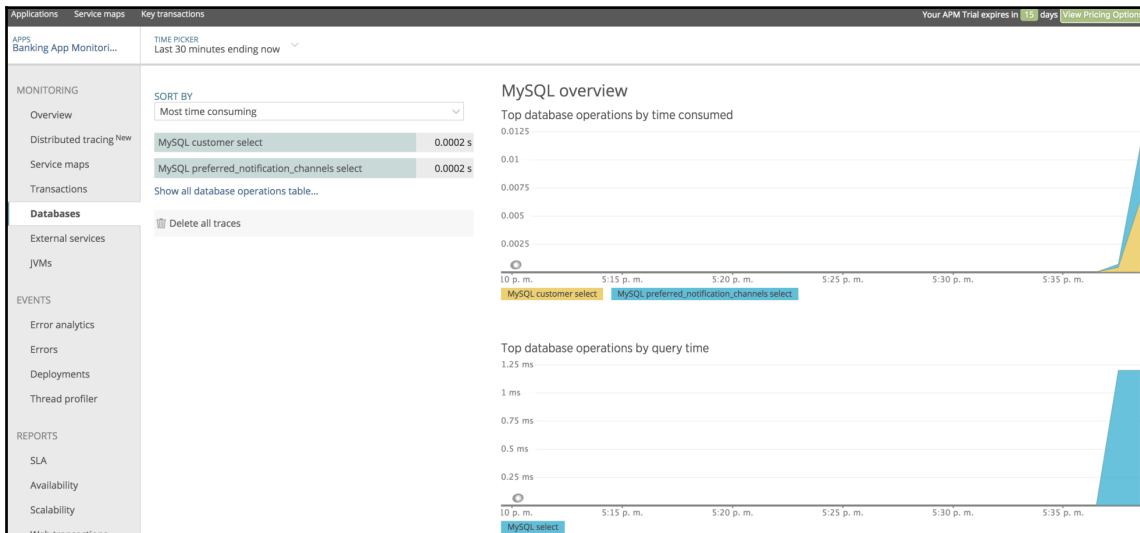 Applications Service maps Key transactions Your APM Trial expires in 15 days View Pricing Options
APPS
Banking App Monitori...
TIME PICKER
Last 30 minutes ending now
MONITORING
Overview
Distributed tracing New
Service maps
Transactions
Databases
External services
JVMs
EVENTS
Error analytics
Errors
Deployments
Thread profiler
REPORTS
SLA
Availability
Scalability
Web transactions
SORT BY
Most time consuming
MySQL customer select 0.0002 s
MySQL preferred_notification_channels select 0.0002 s
Show all database operations table...
Delete all traces
MySQL overview
Top database operations by time consumed
0.0125
0.01
0.0075
0.005
0.0025
10 p. m. 5:15 p. m. 5:20 p. m. 5:25 p. m. 5:30 p. m. 5:35 p. m.
MySQL customer select MySQL preferred_notification_channels select
Top database operations by query time
1.25 ms
1 ms
0.75 ms
0.5 ms
0.25 ms
10 p. m. 5:15 p. m. 5:20 p. m. 5:25 p. m. 5:30 p. m. 5:35 p. m.
MySQL select